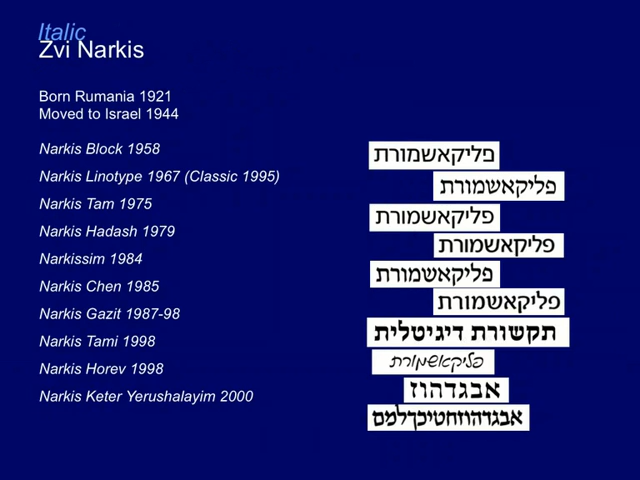 Italic
Zvi Narkis
Born Rumania 1921
Moved to Israel 1944
Narkis Block 1958
Narkis Linotype 1967 (Classic 1995)
Narkis Tam 1975
Narkis Hadash 1979
Narkissim 1984
Narkis Chen 1985
Narkis Gazit 1987-98
Narkis Tami 1998
Narkis Horev 1998
Narkis Keter Yerushalayim 2000
פליקאשמורת
פליקאשמורת
פליקאשמורת
פליקאשמורת
פליקאשמורת
פליקאשמורת
תקשורת דיגיטלית
פליקאשמורת
אבגדהוז
אבגדהוזחטיכךלמם